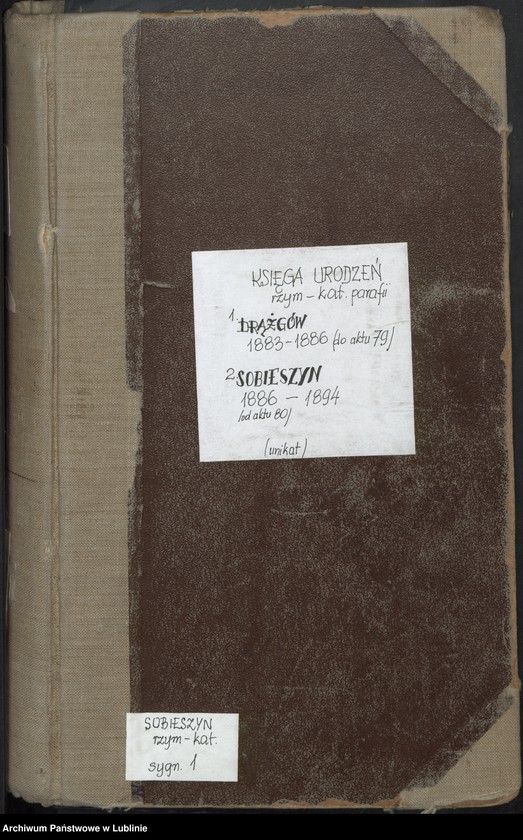 KSIĘGA URODZEŃ
rzym-kat. parafii
1. DRĄŻGÓW
1883-1886 (do aktu 79)
2. SOBIESZYN
1886 - 1894
(od aktu 80)
(unikat)
SOBIESZYN
rzym-kat.
sygn. 1
Archiwum Państwowe w Lublinie